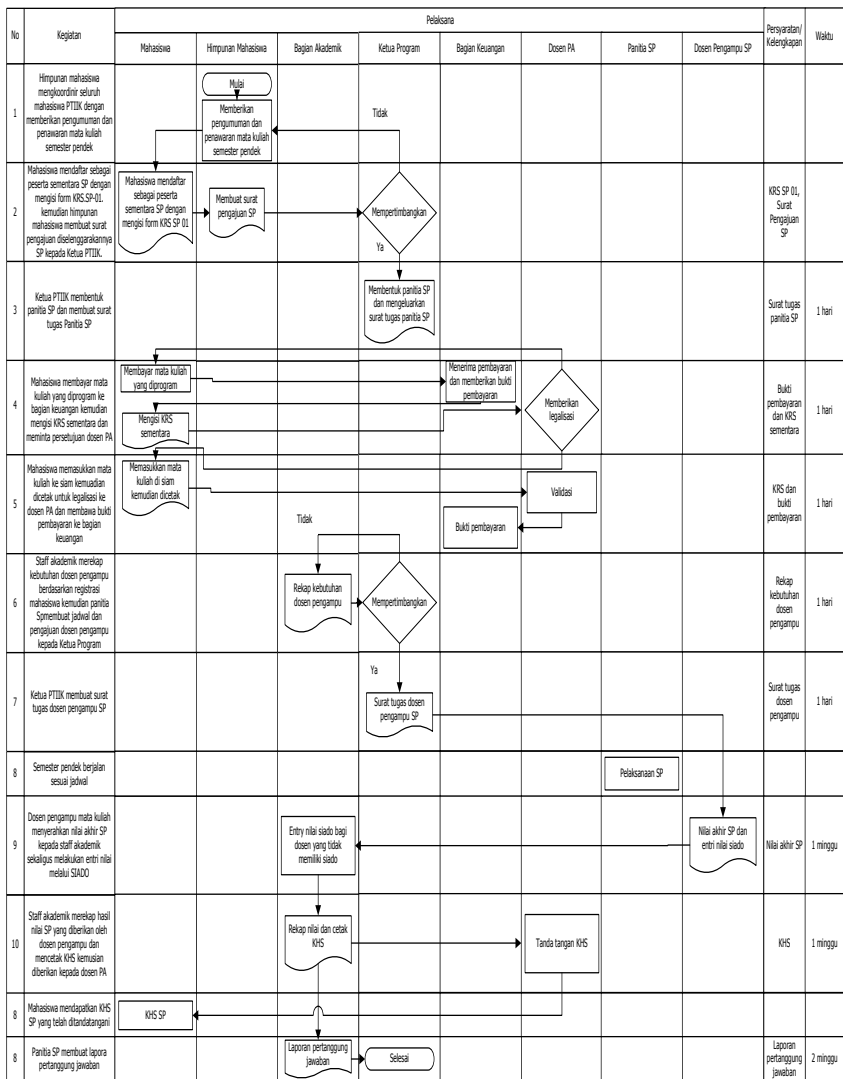 No
Kegiatan
Pelaksana
Persyaratan/
Kelengkapan
Waktu
Mahasiswa
Himpunan Mahasiswa
Bagian Akademik
Ketua Program
Bagian Keuangan
Dosen PA
Panitia SP
Dosen Pengampu SP
1
Himpunan mahasiswa
mengkoordinir seluruh
mahasiswa PTIIK dengan
memberikan pengumuman dan
penawaran mata kuliah
semester pendek
Mulai
Memberikan
pengumuman dan
penawaran mata kuliah
semester pendek
Tidak
2
Mahasiswa mendaftar sebagai
peserta sementara SP dengan
mengisi form KRS.SP-01.
kemudian himpunan
mahasiswa membuat surat
pengajuan diselenggarakannya
SP kepada Ketua PTIIK.
Mahasiswa mendaftar
sebagai peserta
sementara SP dengan
mengisi form KRS SP 01
Membuat surat
pengajuan SP
Mempertimbangkan
Ya
KRS SP 01,
Surat
Pengajuan
SP
3
Ketua PTIIK membentuk
panitia SP dan membuat surat
tugas Panitia SP
Membentuk panitia SP
dan mengeluarkan
surat tugas panitia SP
Surat tugas
panitia SP
1 hari
4
Mahasiswa membayar mata
kuliah yang diprogram ke
bagian keuangan kemudian
mengisi KRS sementara dan
meminta persetujuan dosen PA
Membayar mata kuliah
yang diprogram
Mengisi KRS
sementara
Menerima pembayaran
dan memberikan bukti
pembayaran
Memberikan
legalisasi
Bukti
pembayaran
dan KRS
sementara
1 hari
5
Mahasiswa memasukkan mata
kuliah ke siam kemuadian
dicetak untuk legalisasi ke
dosen PA dan membawa bukti
pembayaran ke bagian
keuangan
Memasukkan mata
kuliah di siam
kemudian dicetak
Validasi
Bukti pembayaran
Tidak
KRS dan
bukti
pembayaran
1 hari
6
Staff akademik merekap
kebutuhan dosen pengampu
berdasarkan registrasi
mahasiswa kemudian panitia
Spmembuat jadwal dan
pengajuan dosen pengampu
kepada Ketua Program
Rekap kebutuhan
dosen pengampu
Mempertimbangkan
Rekap
kebutuhan
dosen
pengampu
1 hari
7
Ketua PTIIK membuat surat
tugas dosen pengampu SP
Ya
Surat tugas dosen
pengampu SP
Surat tugas
dosen
pengampu
1 hari
8
Semester pendek berjalan
sesuai jadwal
Pelaksanaan SP
9
Dosen pengampu mata kuliah
menyerahkan nilai akhir SP
kepada staff akademik
sekaligus melakukan entri nilai
melalui SIADO
Entry nilai siado bagi
dosen yang tidak
memiliki siado
Nilai akhir SP dan
entri nilai siado
Nilai akhir SP
1 minggu
10
Staff akademik merekap hasil
nilai SP yang diberikan oleh
dosen pengampu dan
mencetak KHS kemusian
diberikan kepada dosen PA
Rekap nilai dan cetak
KHS
Tanda tangan KHS
KHS
1 minggu
8
Mahasiswa mendapatkan KHS
SP yang telah ditandatangani
KHS SP
8
Panitia SP membuat lapora
pertanggung jawaban
Laporan pertanggung
jawaban
Selesai
Laporan
pertanggung
jawaban
2 minggu